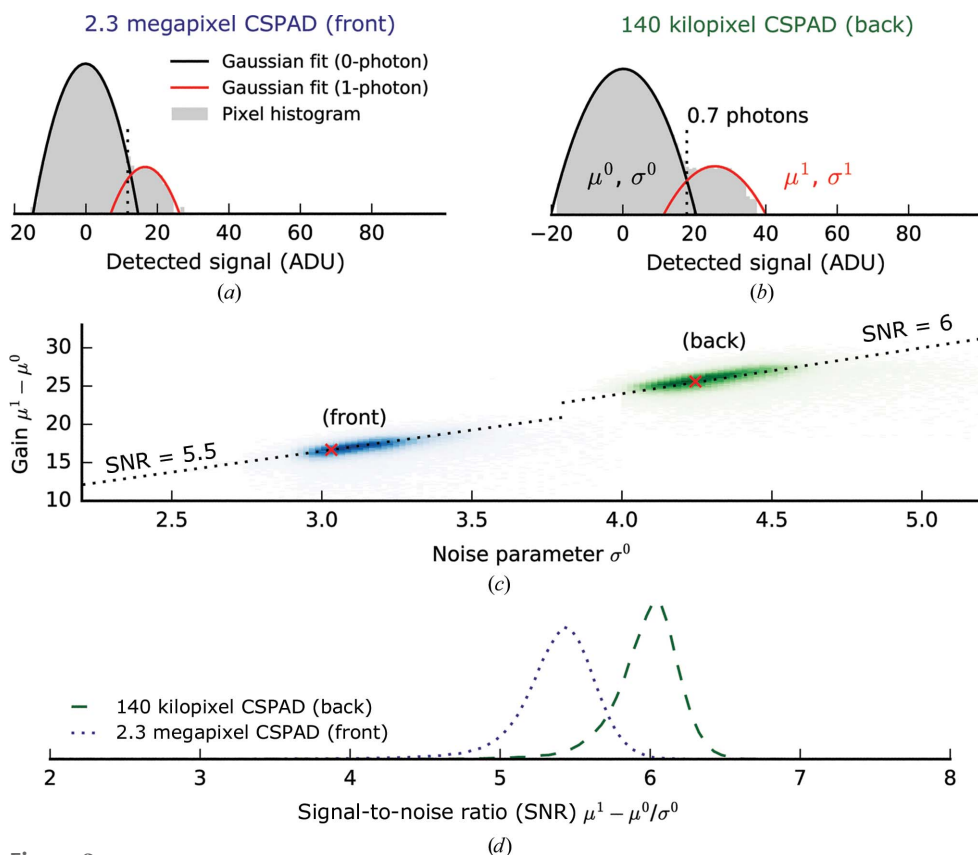 2.3 megapixel CSPAD (front)
Gaussian fit (0-photon)
Gaussian fit (1-photon)
Pixel histogram
20 0 20 40 60 80
Detected signal (ADU)
(a)
140 kilopixel CSPAD (back)
0.7 photons
μ⁰, σ⁰
μ¹, σ¹
−20 0 20 40 60 80
Detected signal (ADU)
(b)
Gain μ¹ − μ⁰
30
25
20
15
10
SNR = 5.5
(front)
(back)
SNR = 6
2.5 3.0 3.5 4.0 4.5 5.0
Noise parameter σ⁰
(c)
140 kilopixel CSPAD (back)
2.3 megapixel CSPAD (front)
2 3 4 5 6 7 8
Signal-to-noise ratio (SNR) μ¹ − μ⁰/σ⁰
(d)